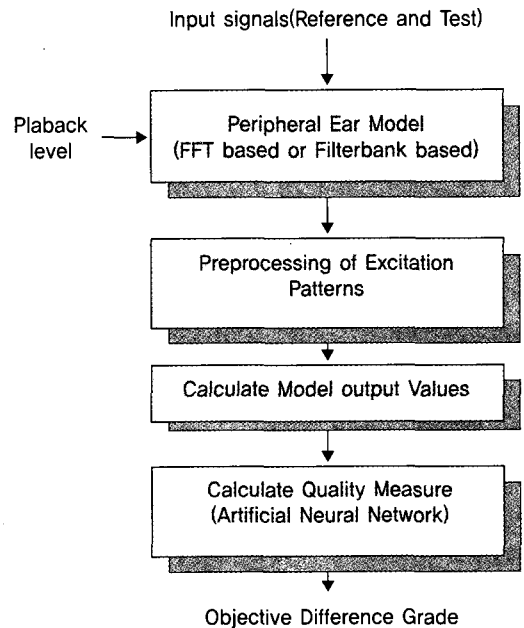 Input signals(Reference and Test)
Plaback
level
Peripheral Ear Model
(FFT based or Filterbank based)
Preprocessing of Excitation
Patterns
Calculate Model output Values
Calculate Quality Measure
(Artificial Neural Network)
Objective Difference Grade